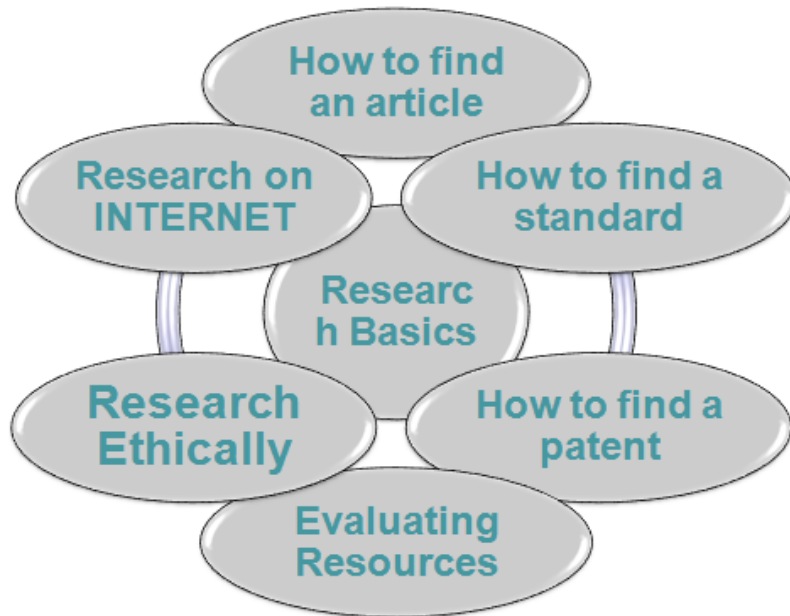 How to find
an article
Research on
INTERNET
How to find a
standard
Researc
h Basics
Research
Ethically
How to find a
patent
Evaluating
Resources